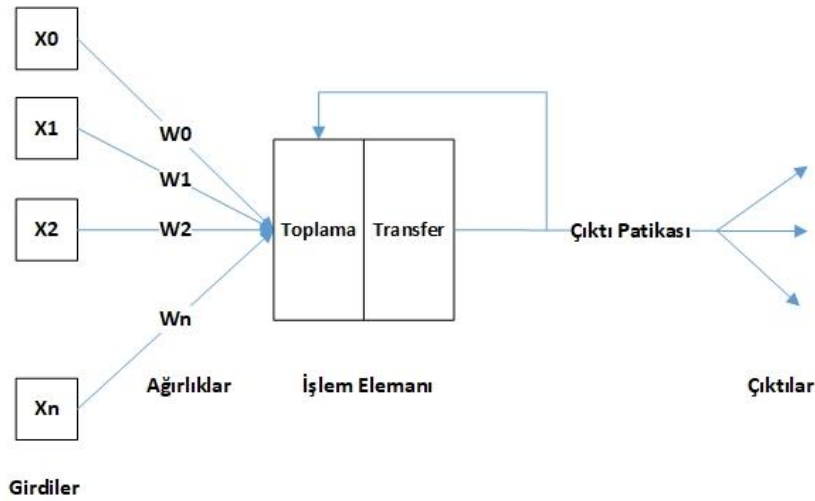 X0
X1
W0
W1
X2
W2
Toplama
Transfer
Çıktı Patikası
Wn
Ağırlıklar
İşlem Elemanı
Çıktılar
Xn
Girdiler